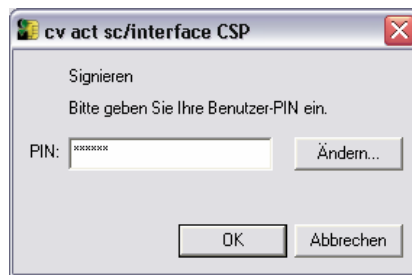 cv act sc/interface CSP
Signieren
Bitte geben Sie Ihre Benutzer-PIN ein.
PIN: ****** Ändern...
OK Abbrechen